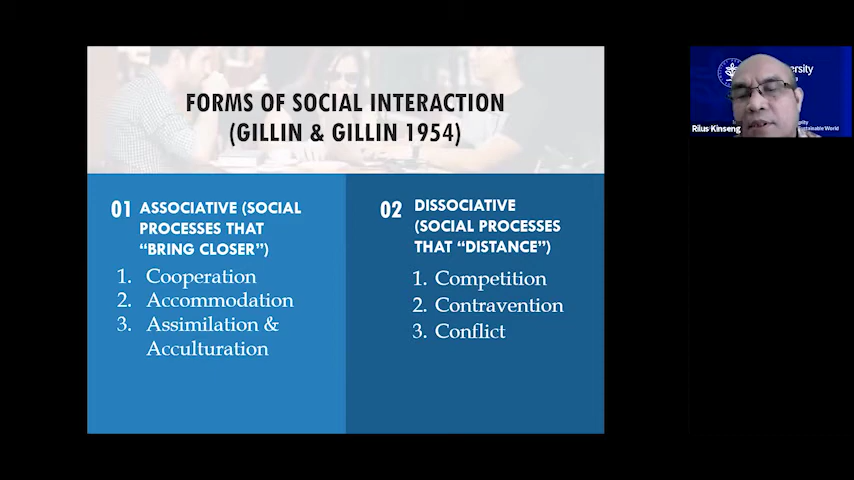 FORMS OF SOCIAL INTERACTION
(GILLIN & GILLIN 1954)
01 ASSOCIATIVE (SOCIAL
PROCESSES THAT
“BRING CLOSER”)
1. Cooperation
2. Accommodation
3. Assimilation &
Acculturation
02 DISSOCIATIVE
(SOCIAL PROCESSES
THAT “DISTANCE”)
1. Competition
2. Contravention
3. Conflict
Rilus Kinseng